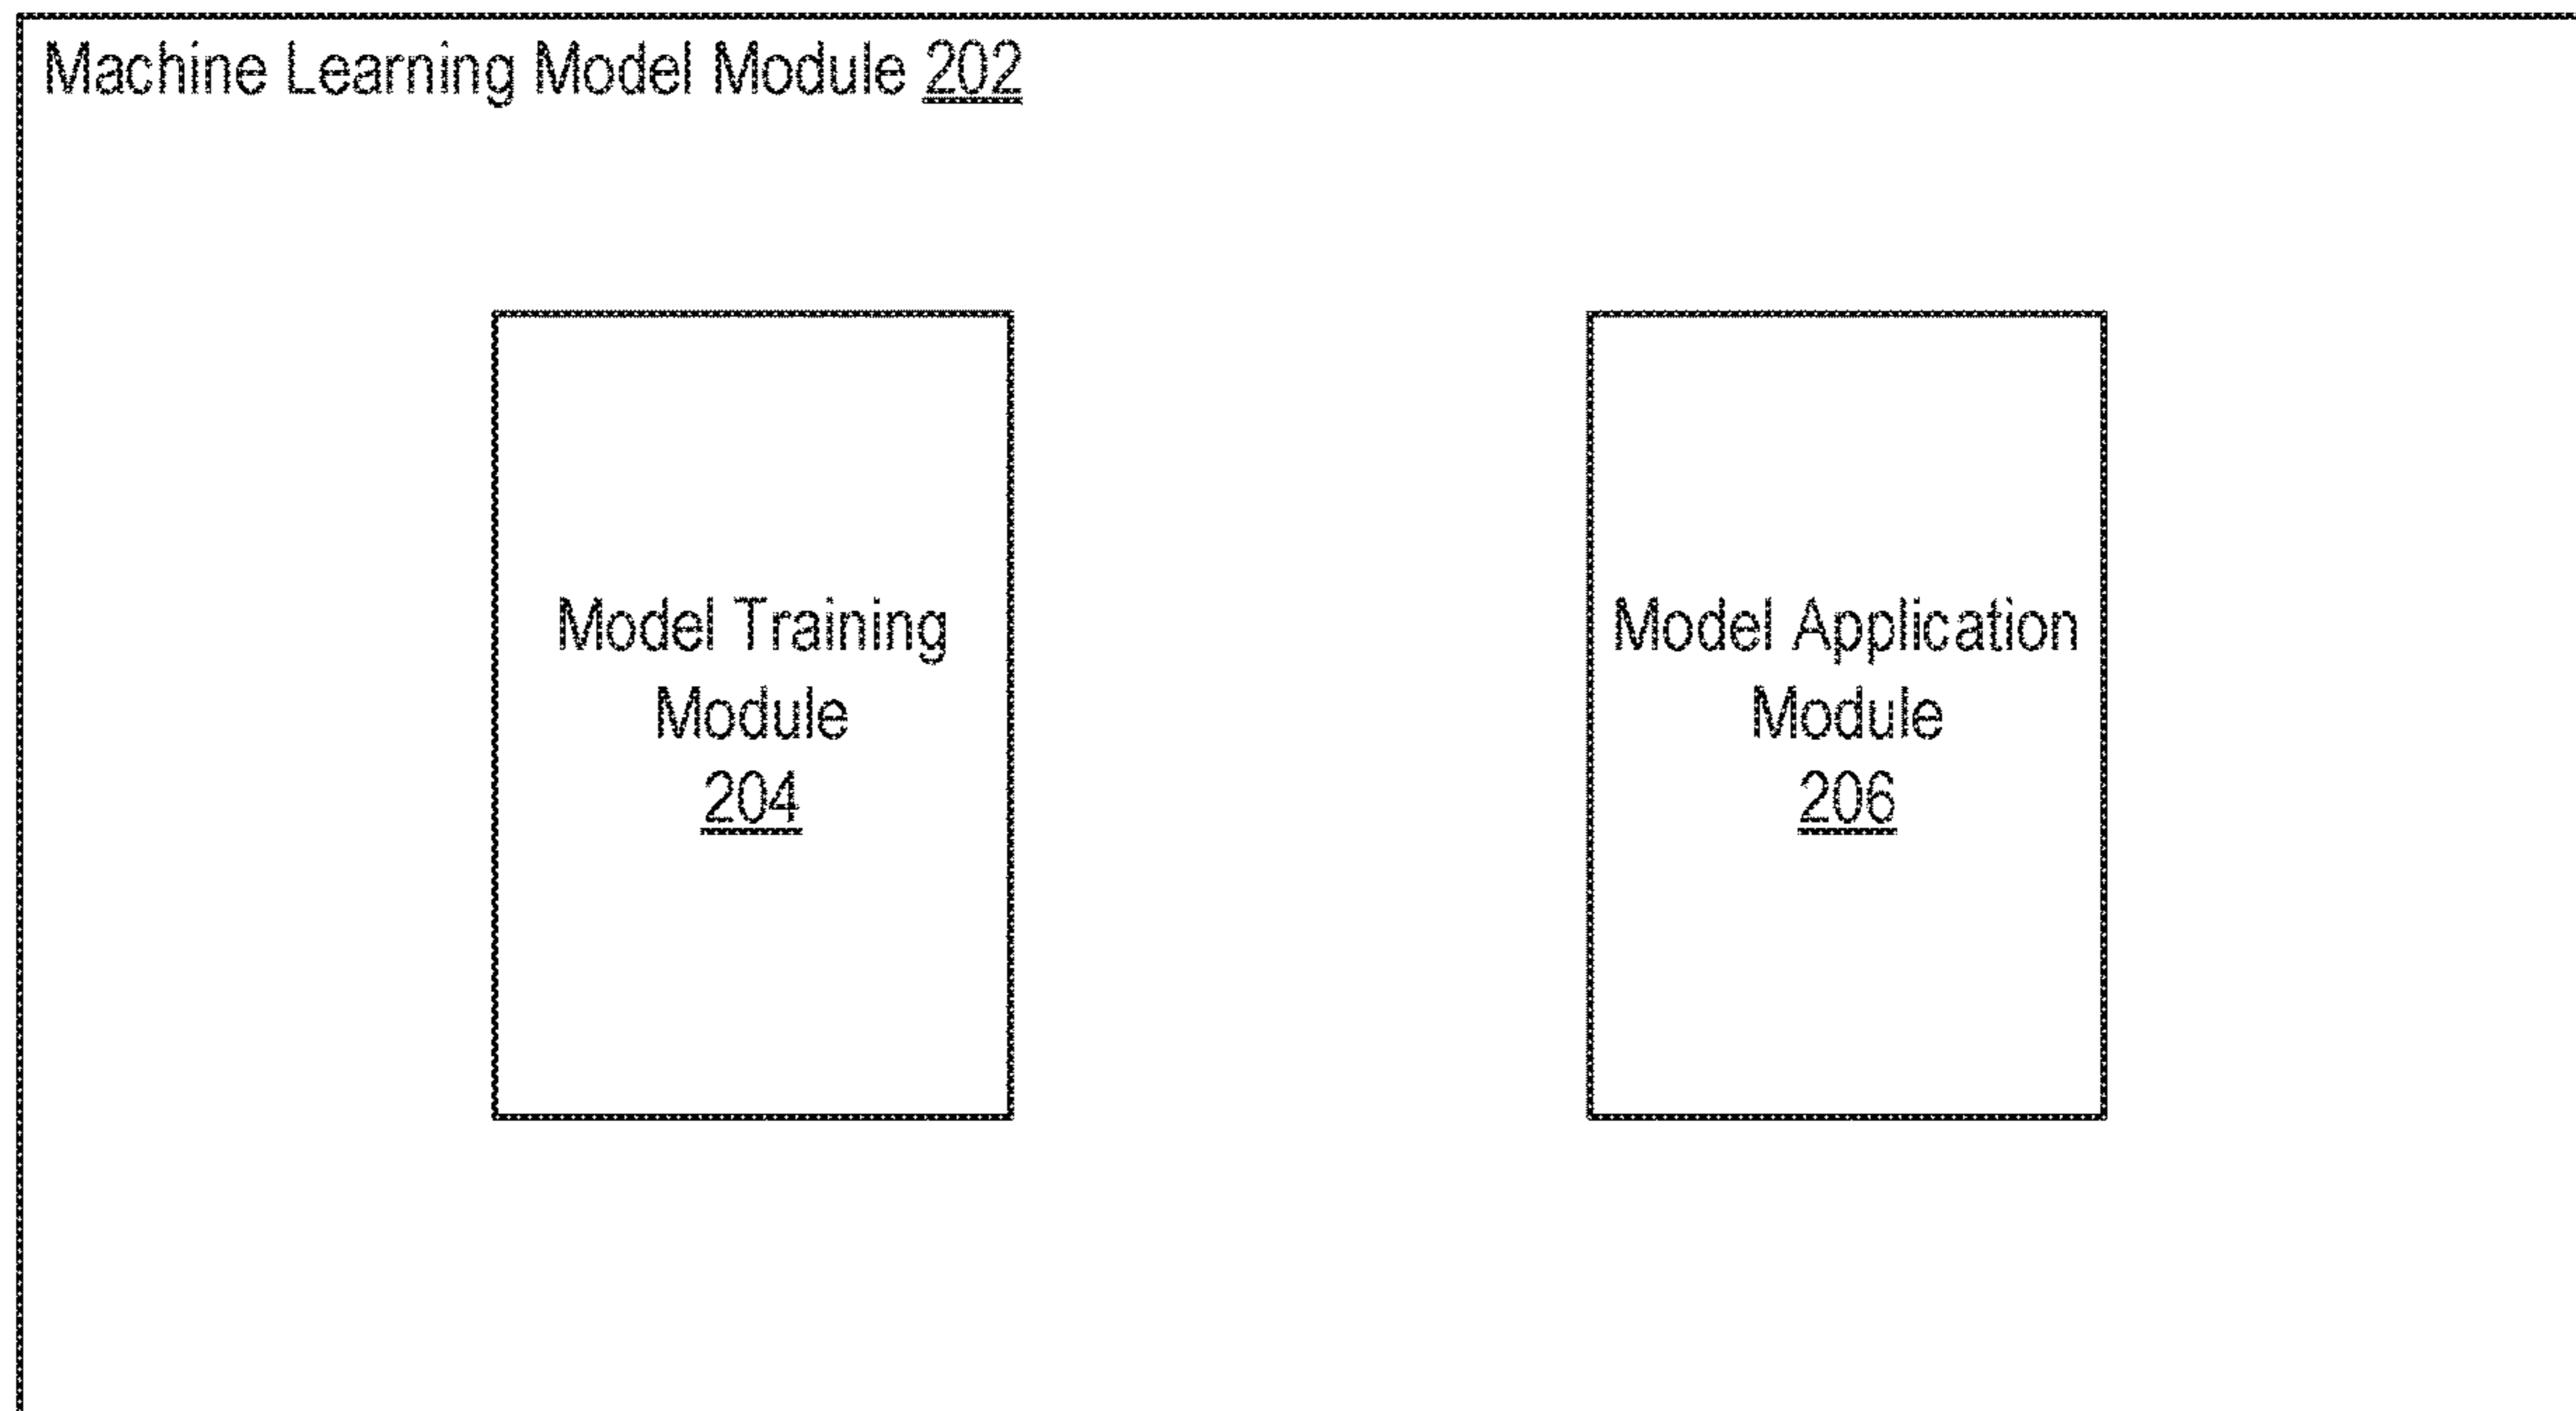 Machine Learning Model Module 202
Model Training
Module
204
Model Application
Module
206